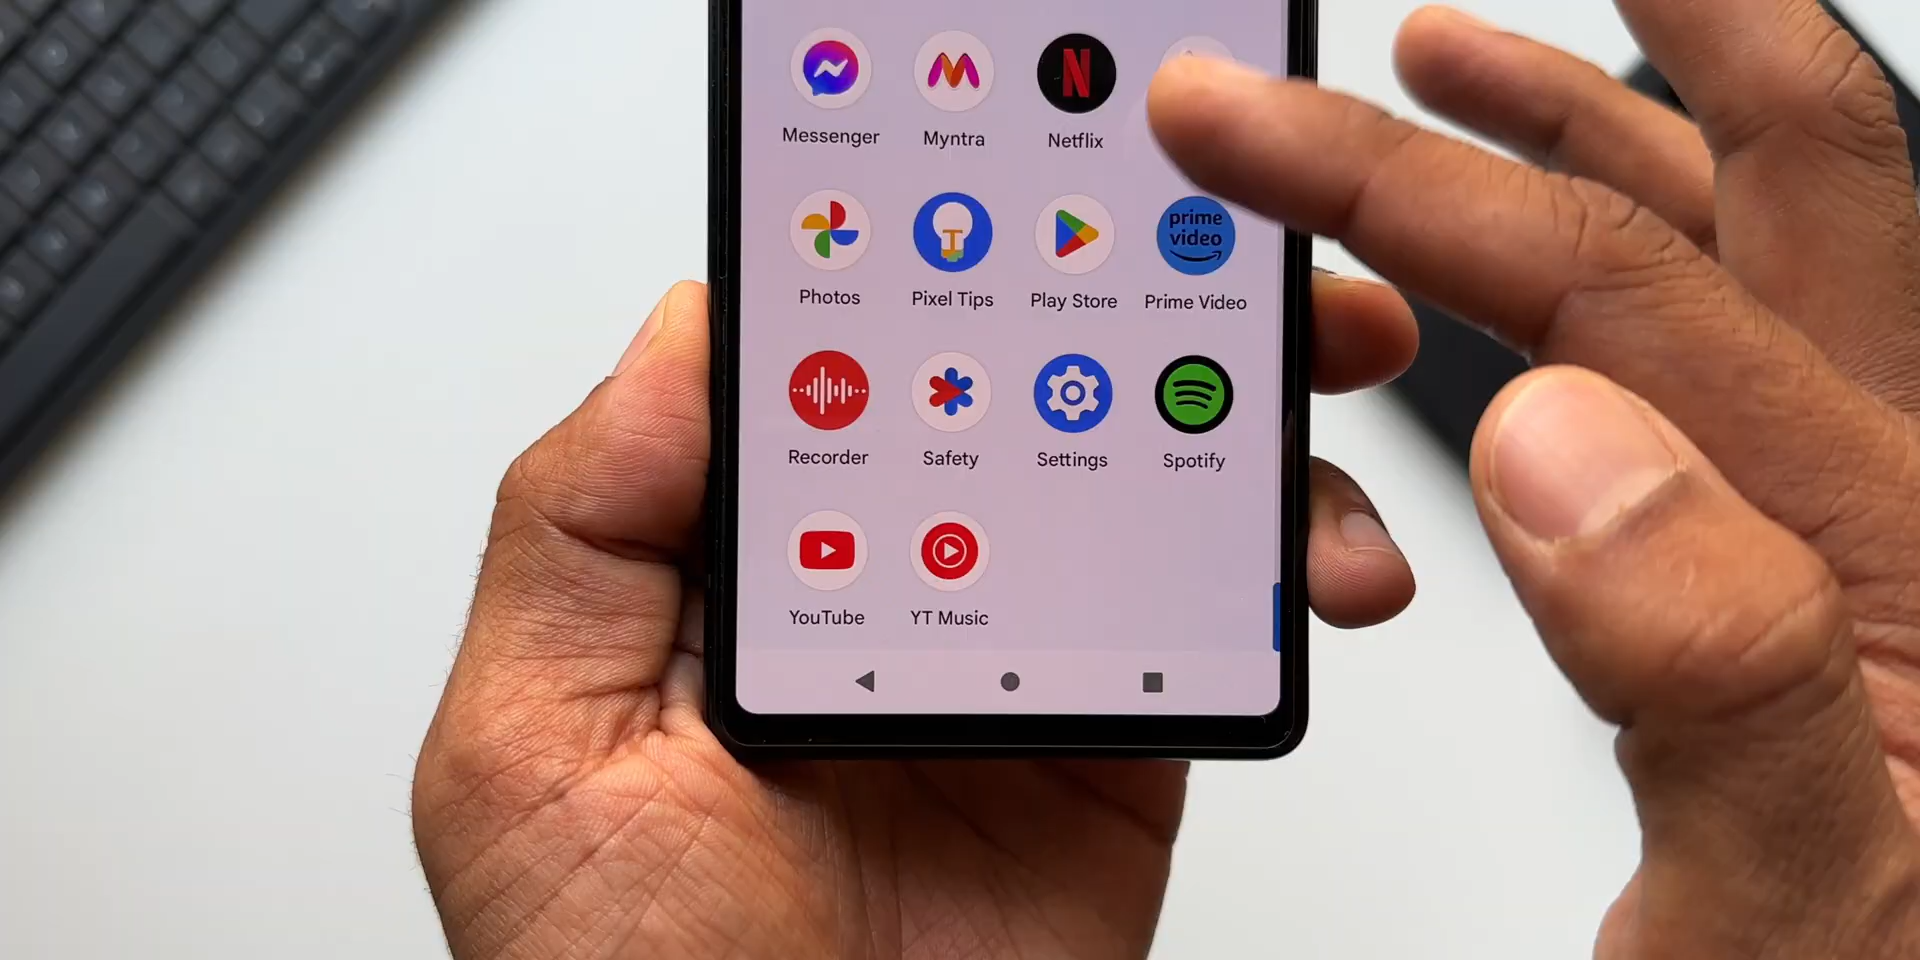 Messenger Myntra Netflix
prime
video
Photos Pixel Tips Play Store Prime Video
Recorder Safety Settings Spotify
YouTube YT Music